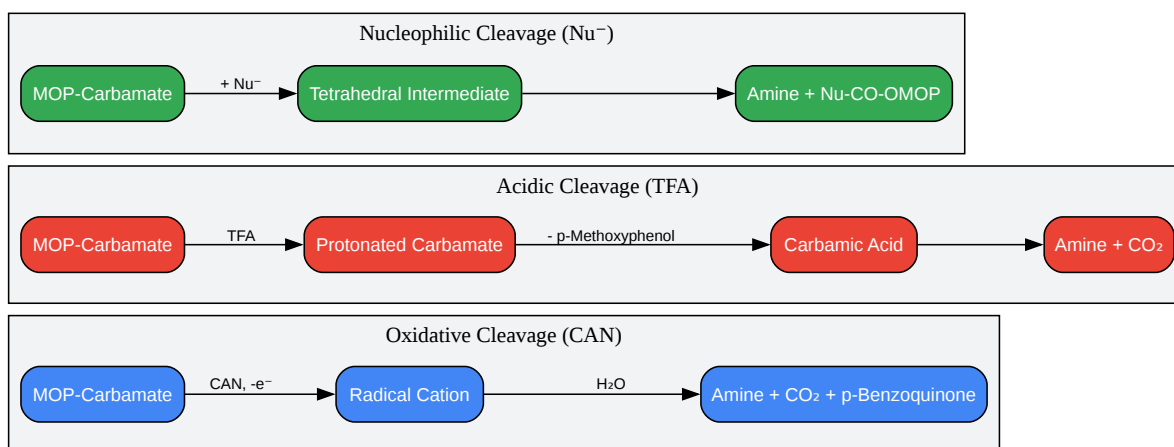 Nucleophilic Cleavage (Nu⁻)
MOP-Carbamate
+ Nu⁻
Tetrahedral Intermediate
Amine + Nu-CO-OMOP
Acidic Cleavage (TFA)
MOP-Carbamate
TFA
Protonated Carbamate
- p-Methoxyphenol
Carbamic Acid
Amine + CO₂
Oxidative Cleavage (CAN)
MOP-Carbamate
CAN, -e⁻
Radical Cation
H₂O
Amine + CO₂ + p-Benzoquinone